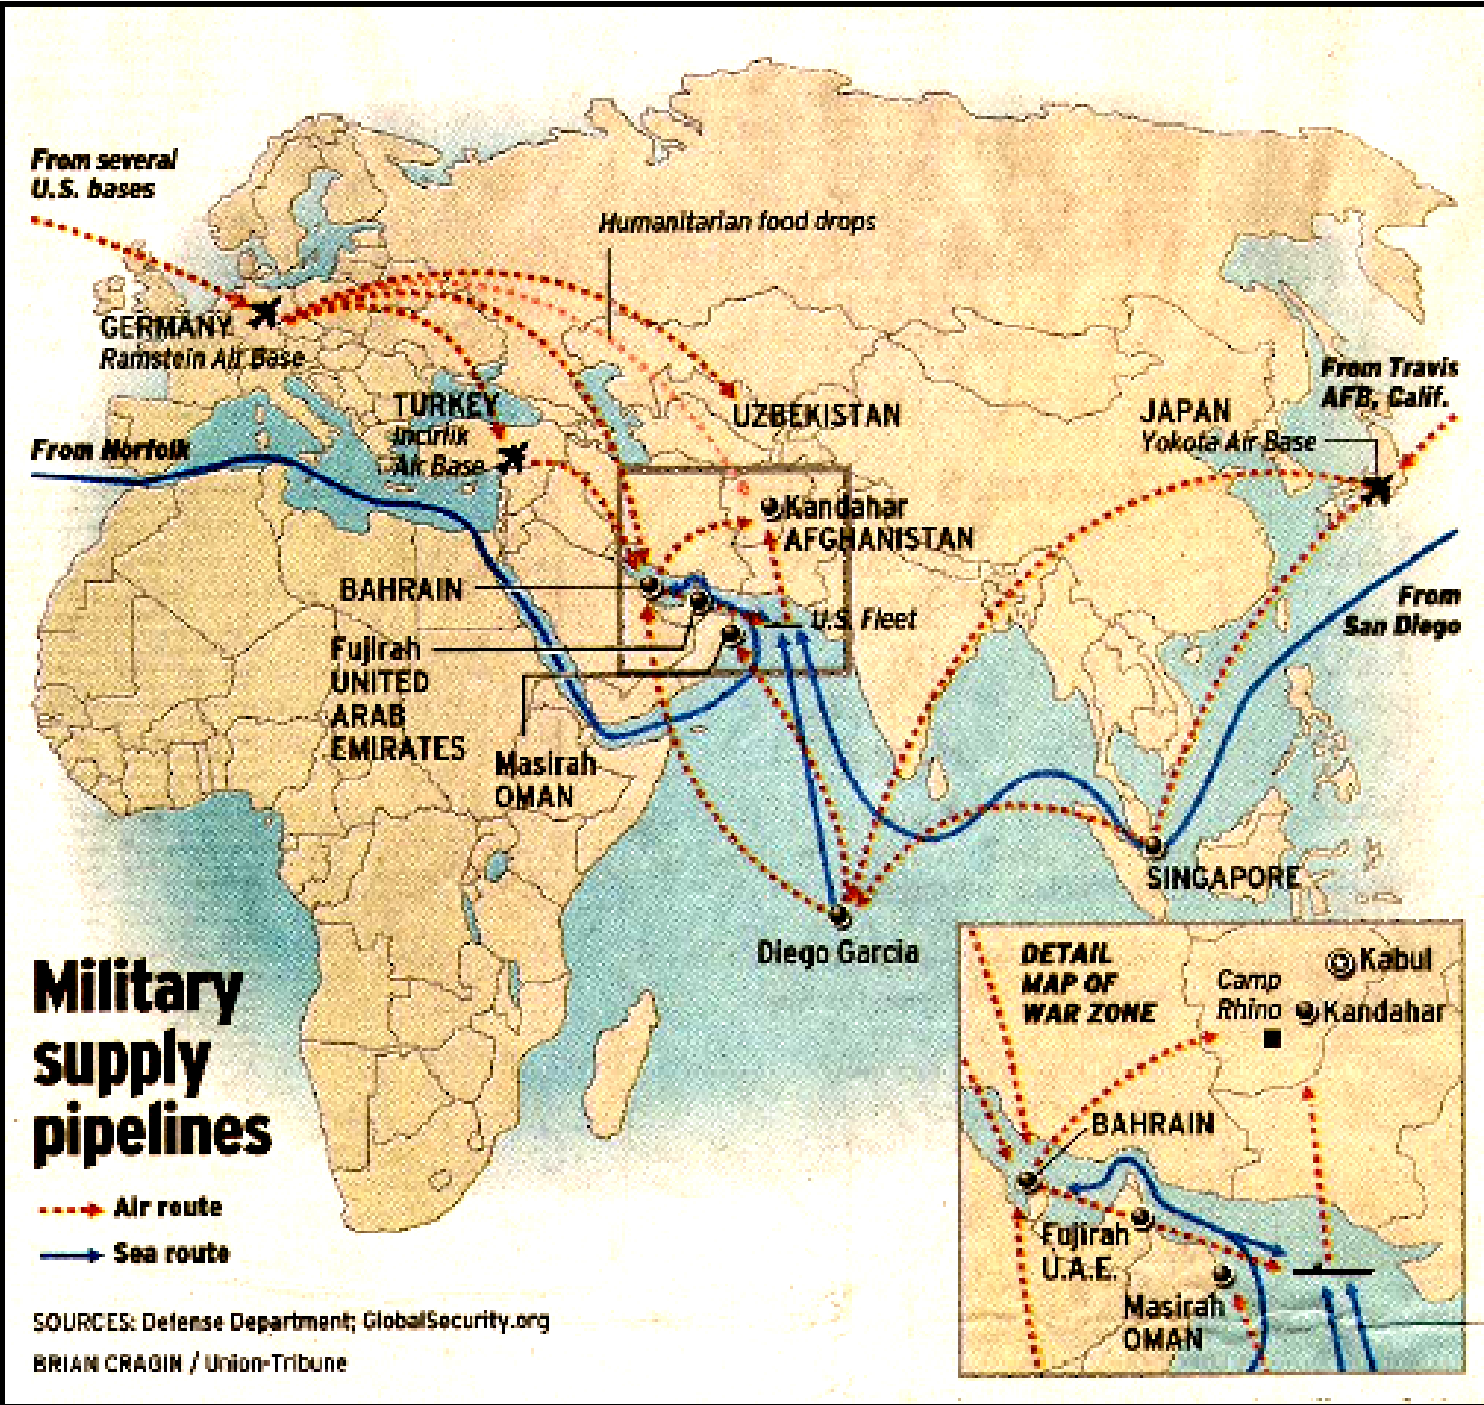 From several
U.S. bases
Humanitarian food drops
GERMANY
Ramstein Air Base
From Travis
AFB, Calif.
TURKEY
Incirlik
Air Base
UZBEKISTAN
JAPAN
Yokota Air Base
From Norfolk
Kandahar
AFGHANISTAN
BAHRAIN
U.S. Fleet
From
San Diego
Fujirah
UNITED
ARAB
EMIRATES
Masirah
OMAN
SINGAPORE
Diego Garcia
Military
supply
pipelines
Air route
Sea route
SOURCES: Defense Department; GlobalSecurity.org
BRIAN CRAGIN / Union-Tribune
DETAIL
MAP OF
WAR ZONE
Kabul
Camp
Rhino
Kandahar
BAHRAIN
Fujirah
U.A.E.
Masirah
OMAN